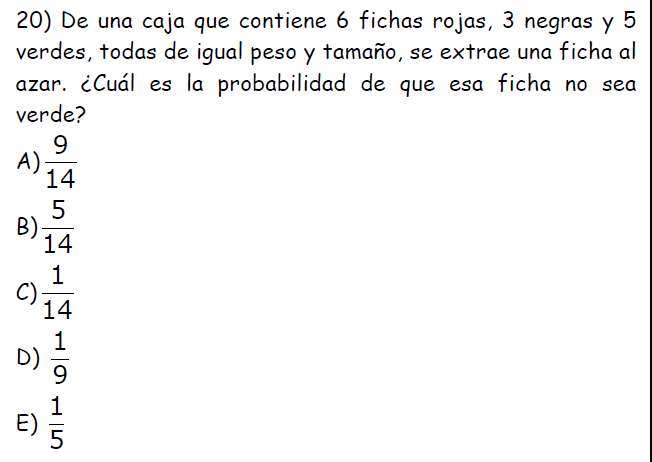 20) De una caja que contiene 6 fichas rojas, 3 negras y 5
verdes, todas de igual peso y tamaño, se extrae una ficha al
azar. ¿Cuál es la probabilidad de que esa ficha no sea
verde?
A) 9/14
B) 5/14
C) 1/14
D) 1/9
E) 1/5